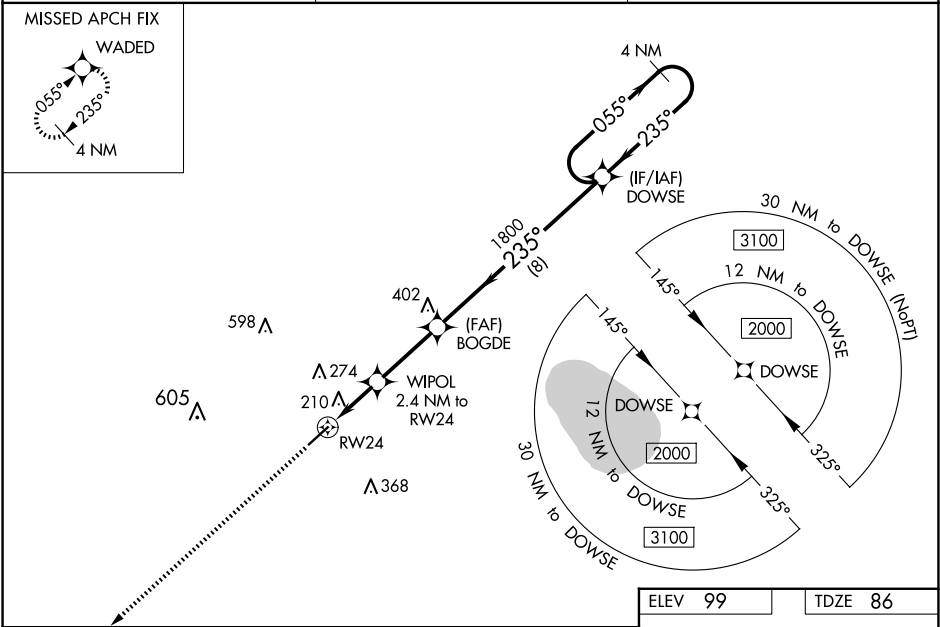 MISSED APCH FIX
WADED
055°
235°
4 NM
4 NM
055°
235°
(IF/IAF)
DOWSE
1800
235°
(8)
402
(FAF)
BOGDE
598
274
WIPOL
2.4 NM to
RW24
605
210
RW24
368
30 NM to DOWSE (NoPT)
3100
12 NM to DOWSE
145°
2000
DOWSE
325°
145°
DOWSE
12 NM to DOWSE
2000
325°
30 NM to DOWSE
3100
ELEV 99
TDZE 86